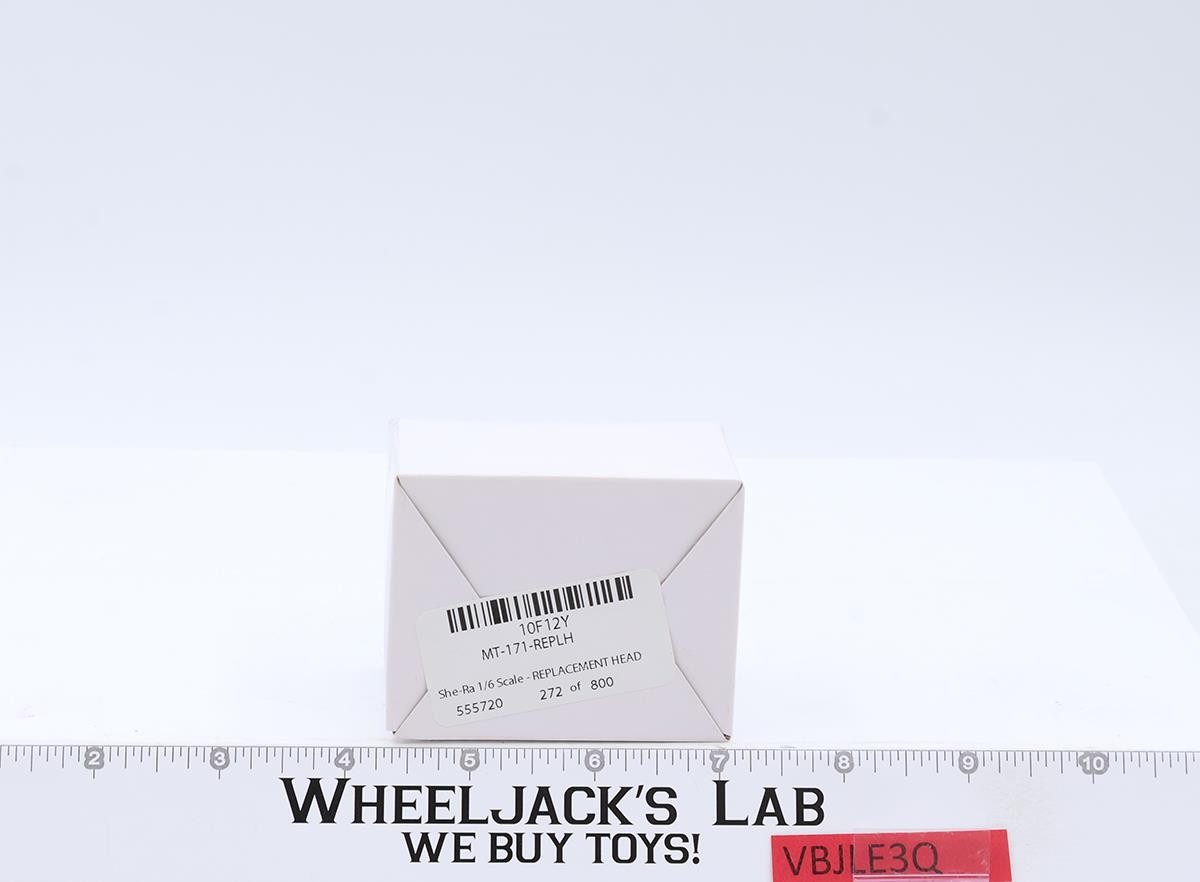 10F12Y
MT-171-REPLH
She-Ra 1/6 Scale - REPLACEMENT HEAD
555720 272 of 800
2 3 4 5 6 7 8 9 10
WHEELJACK'S LAB
WE BUY TOYS!
VBJLE3Q